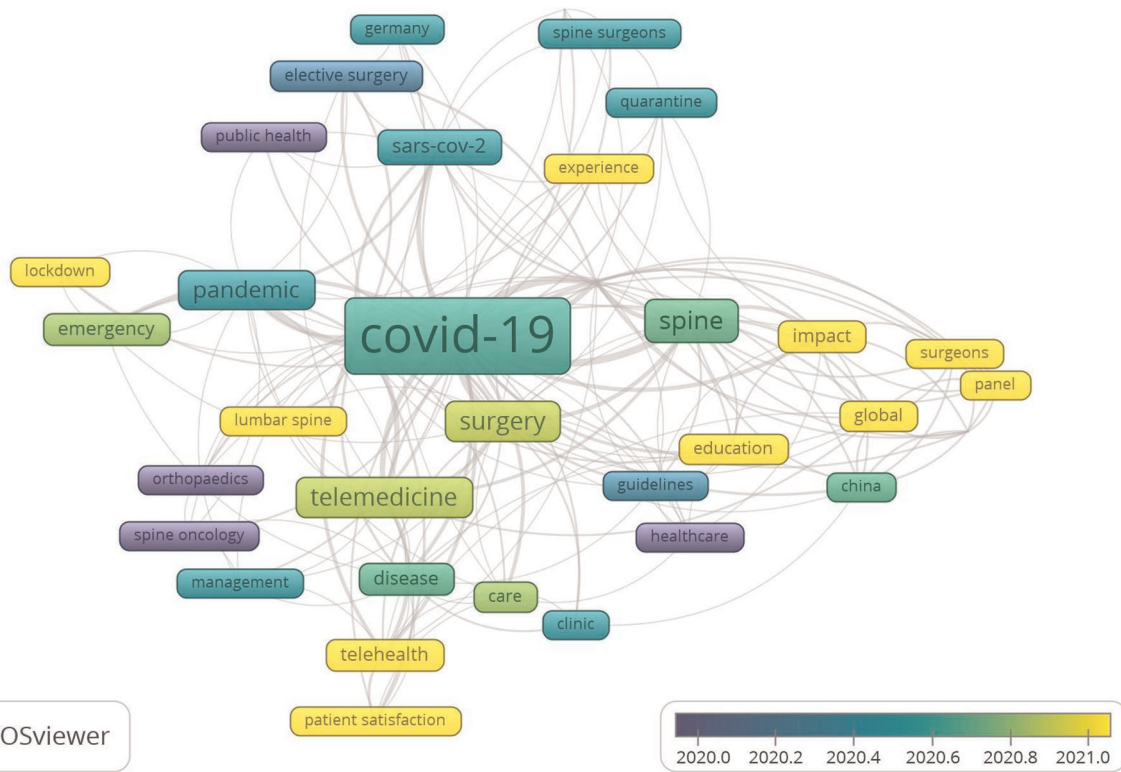 germany
spine surgeons
elective surgery
quarantine
public health
sars-cov-2
experience
lockdown
pandemic
emergency
covid-19
spine
impact
surgeons
panel
lumbar spine
surgery
global
education
orthopaedics
telemedicine
guidelines
china
spine oncology
healthcare
management
disease
care
clinic
telehealth
patient satisfaction
OSviewer
2020.0 2020.2 2020.4 2020.6 2020.8 2021.0